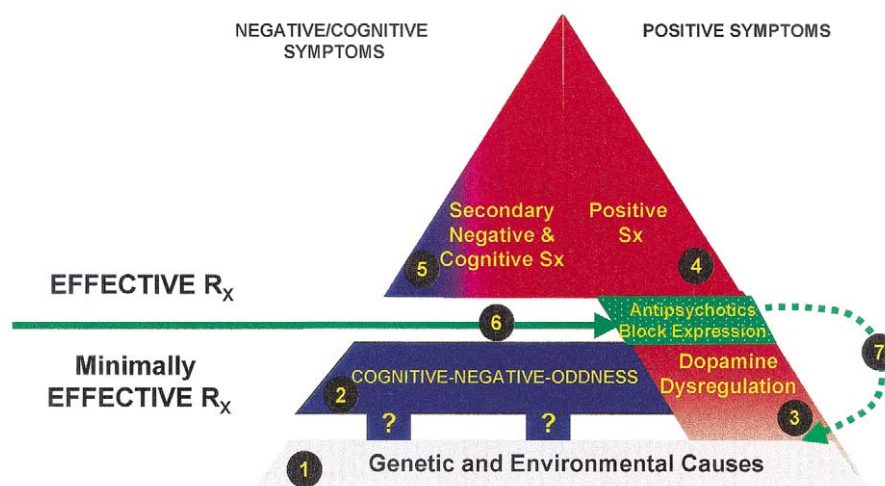 NEGATIVE/COGNITIVE
SYMPTOMS
POSITIVE SYMPTOMS
Secondary
Negative &
Cognitive Sx
Positive
Sx
5
4
EFFECTIVE RX
6
Antipsychotics
Block Expression
7
Minimally
EFFECTIVE RX
2
COGNITIVE-NEGATIVE-ODDNESS
Dopamine
Dysregulation
3
?
?
1
Genetic and Environmental Causes